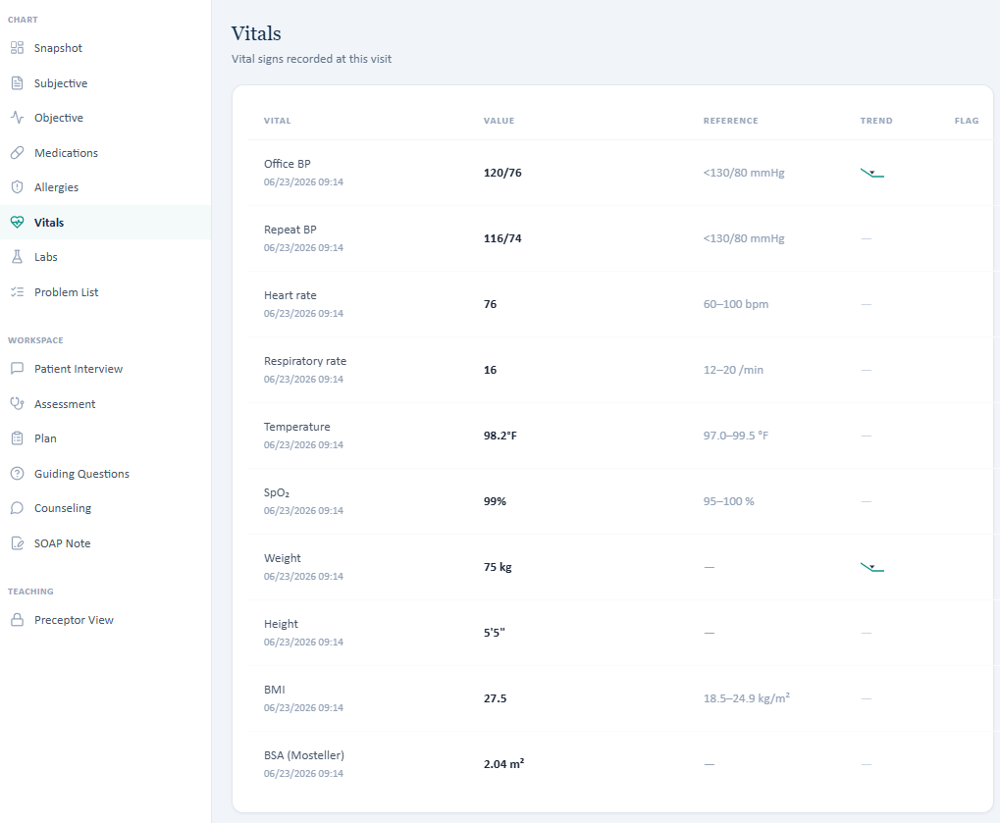 CHART
Snapshot
Subjective
Objective
Medications
Allergies
Vitals
Labs
Problem List
WORKSPACE
Patient Interview
Assessment
Plan
Guiding Questions
Counseling
SOAP Note
TEACHING
Preceptor View
Vitals
Vital signs recorded at this visit
VITAL VALUE REFERENCE TREND FLAG
Office BP
06/23/2026 09:14
120/76 <130/80 mmHg
Repeat BP
06/23/2026 09:14
116/74 <130/80 mmHg —
Heart rate
06/23/2026 09:14
76 60–100 bpm —
Respiratory rate
06/23/2026 09:14
16 12–20 /min —
Temperature
06/23/2026 09:14
98.2°F 97.0–99.5 °F —
SpO₂
06/23/2026 09:14
99% 95–100 % —
Weight
06/23/2026 09:14
75 kg —
Height
06/23/2026 09:14
5'5" — —
BMI
06/23/2026 09:14
27.5 18.5–24.9 kg/m² —
BSA (Mosteller)
06/23/2026 09:14
2.04 m² — —